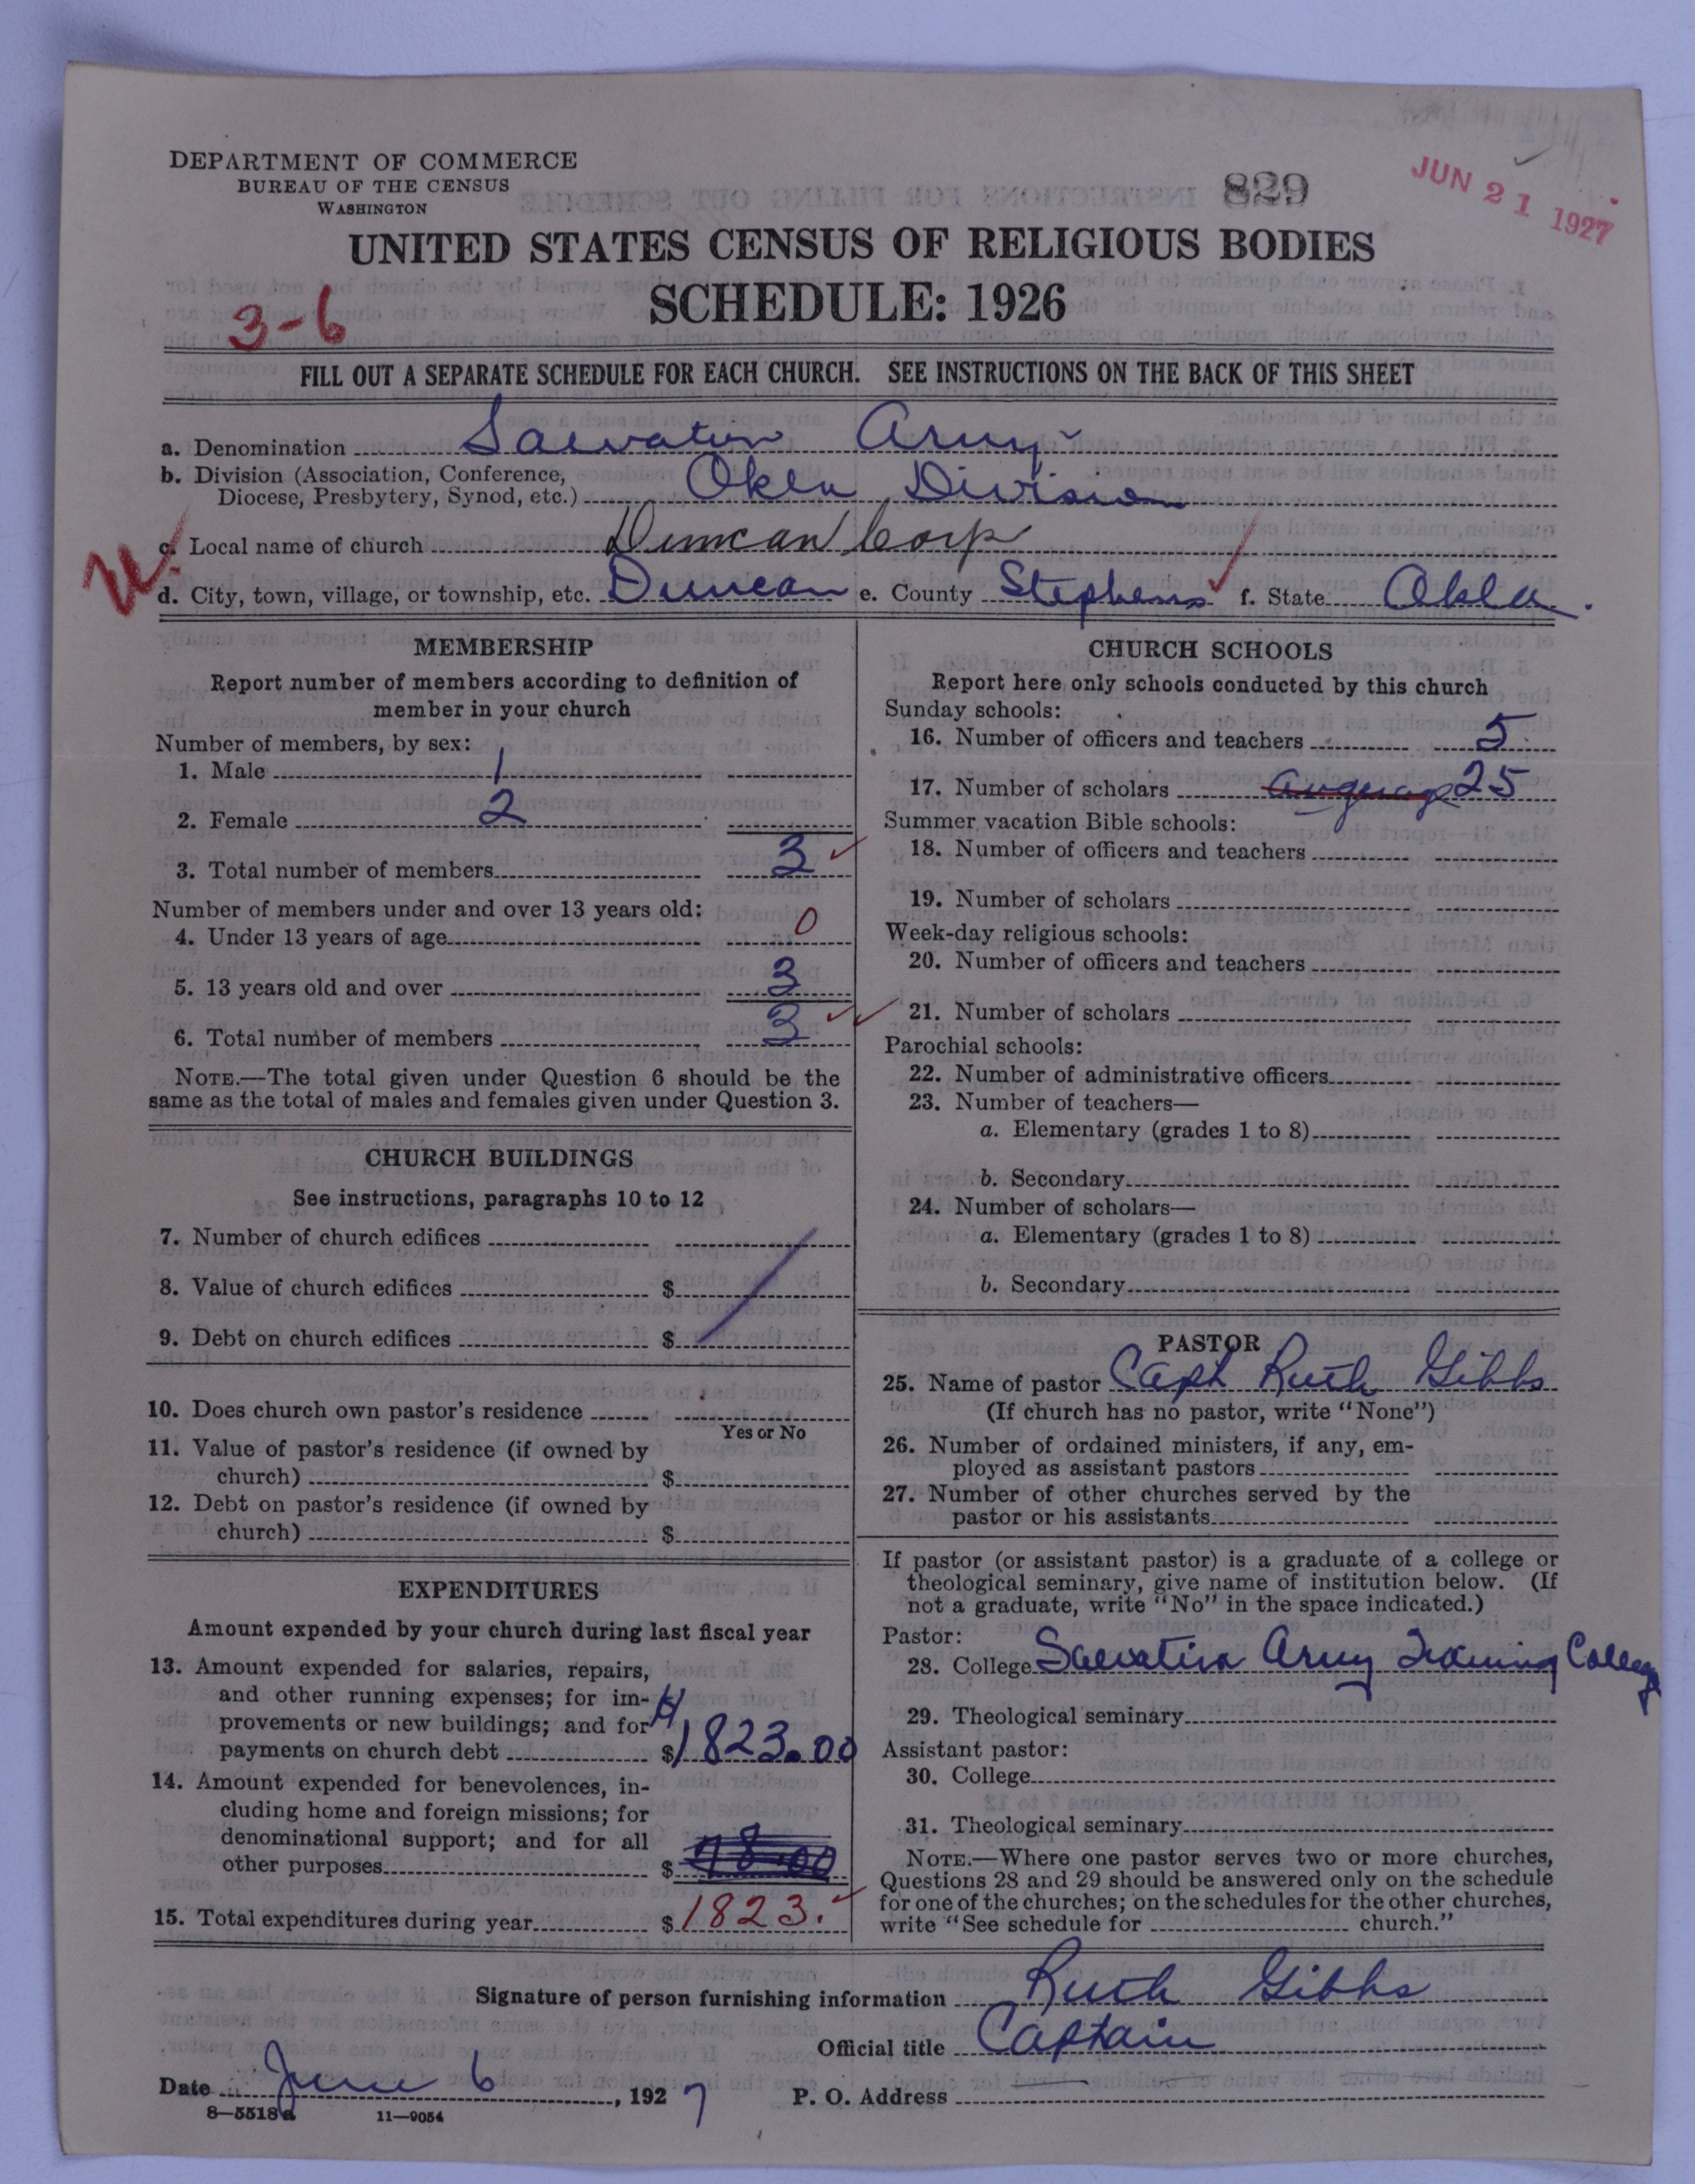 DEPARTMENT OF COMMERCE
BUREAU OF THE CENSUS
WASHINGTON
829
JUN 21 1927
UNITED STATES CENSUS OF RELIGIOUS BODIES
SCHEDULE: 1926
3-6
FILL OUT A SEPARATE SCHEDULE FOR EACH CHURCH. SEE INSTRUCTIONS ON THE BACK OF THIS SHEET
a. Denomination Salvation Army
b. Division (Association, Conference,
Diocese, Presbytery, Synod, etc.) Okla Division
c. Local name of church Duncan Corp
d. City, town, village, or township, etc. Duncan e. County Stephens f. State Okla.
MEMBERSHIP
Report number of members according to definition of
member in your church
Number of members, by sex:
1. Male 1
2. Female 2
3. Total number of members 3
Number of members under and over 13 years old:
4. Under 13 years of age 0
5. 13 years old and over 3
6. Total number of members 3
NOTE.—The total given under Question 6 should be the
same as the total of males and females given under Question 3.
CHURCH BUILDINGS
See instructions, paragraphs 10 to 12
7. Number of church edifices
8. Value of church edifices $
9. Debt on church edifices $
10. Does church own pastor's residence
Yes or No
11. Value of pastor's residence (if owned by
church) $
12. Debt on pastor's residence (if owned by
church) $
EXPENDITURES
Amount expended by your church during last fiscal year
13. Amount expended for salaries, repairs,
and other running expenses; for im-
provements or new buildings; and for
payments on church debt $1823.00
14. Amount expended for benevolences, in-
cluding home and foreign missions; for
denominational support; and for all
other purposes $ 78.00
15. Total expenditures during year $1823.
CHURCH SCHOOLS
Report here only schools conducted by this church
Sunday schools:
16. Number of officers and teachers 5
17. Number of scholars 25
Summer vacation Bible schools:
18. Number of officers and teachers
19. Number of scholars
Week-day religious schools:
20. Number of officers and teachers
21. Number of scholars
Parochial schools:
22. Number of administrative officers
23. Number of teachers—
a. Elementary (grades 1 to 8)
b. Secondary
24. Number of scholars—
a. Elementary (grades 1 to 8)
b. Secondary
PASTOR
25. Name of pastor Capt Ruth Gibbs
(If church has no pastor, write "None")
26. Number of ordained ministers, if any, em-
ployed as assistant pastors
27. Number of other churches served by the
pastor or his assistants
If pastor (or assistant pastor) is a graduate of a college or
theological seminary, give name of institution below. (If
not a graduate, write "No" in the space indicated.)
Pastor:
28. College Salvation Army Training College
29. Theological seminary
Assistant pastor:
30. College
31. Theological seminary
NOTE.—Where one pastor serves two or more churches,
Questions 28 and 29 should be answered only on the schedule
for one of the churches; on the schedules for the other churches,
write "See schedule for church."
Signature of person furnishing information Ruth Gibbs
Official title Captain
Date June 6, 1927 P. O. Address
8—5518a 11—9054